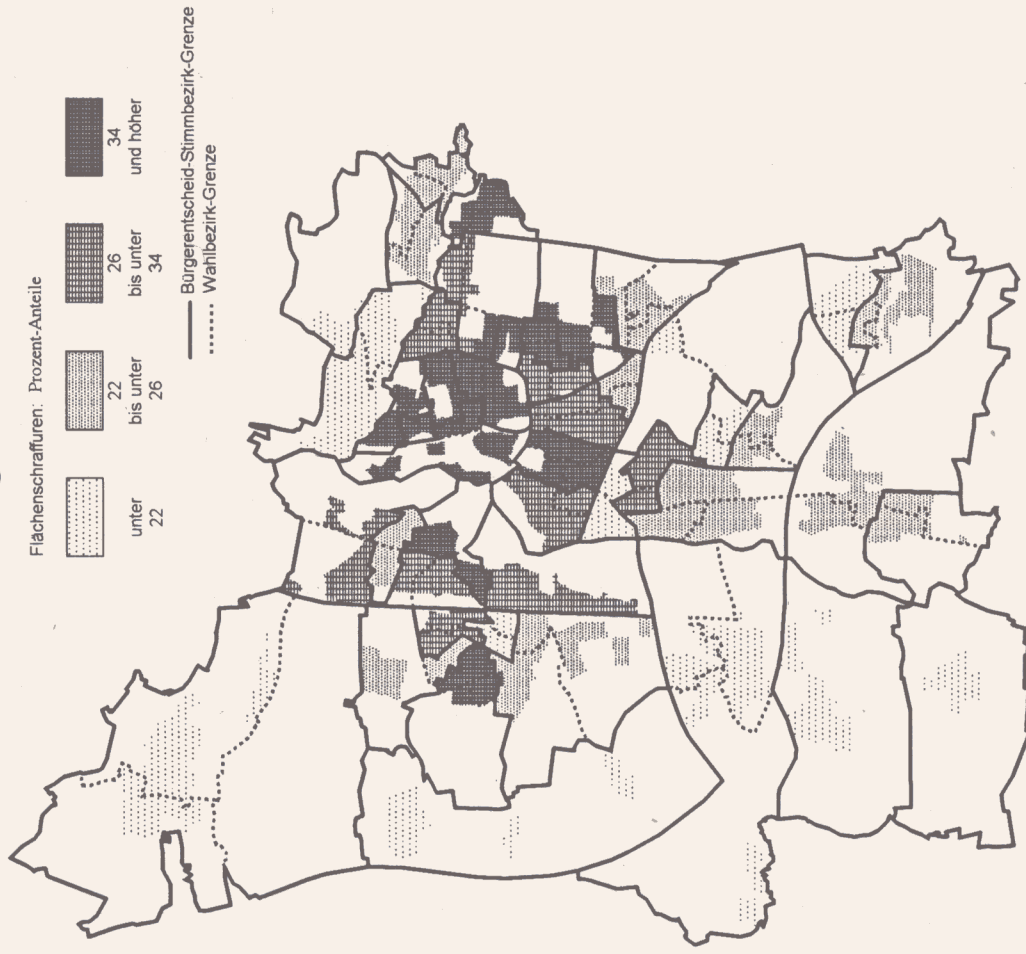 Flächenschraffuren: Prozent-Anteile
unter
22
22
bis unter
26
26
bis unter
34
34
und höher
Bürgerentscheid-Stimmbezirk-Grenze
Wahlbezirk-Grenze